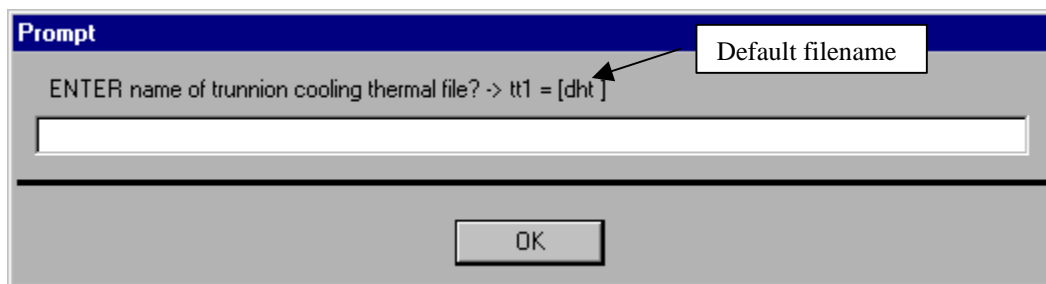 Prompt
Default filename
ENTER name of trunnion cooling thermal file? -> tt1 = [dht ]
OK